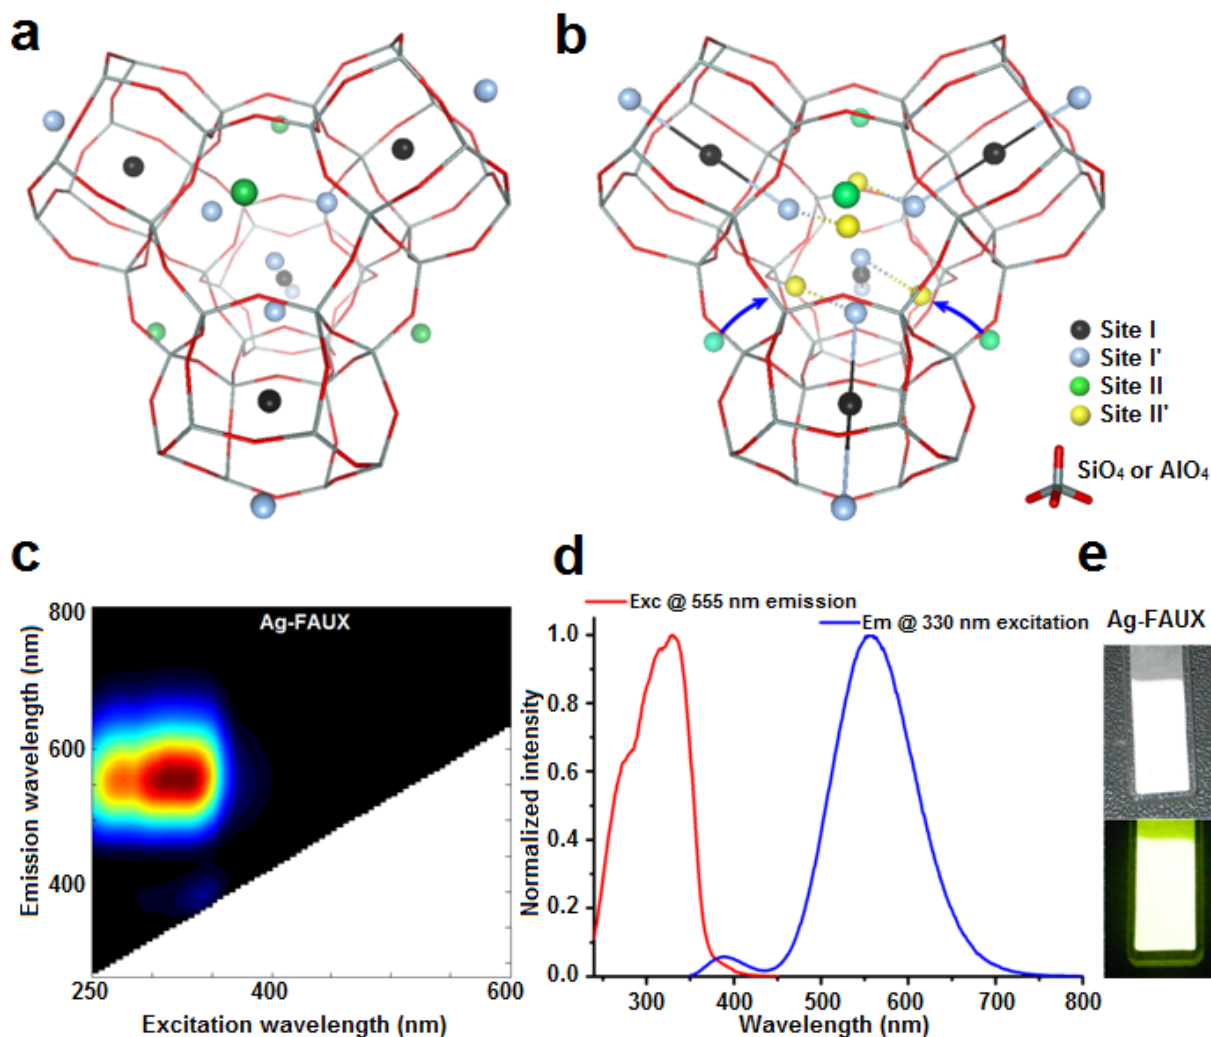 a
b
Site I
Site I'
Site II
Site II'
SiO4 or AlO4
c
d
e
800
600
400
250
400
600
Ag-FAUX
Emission wavelength (nm)
Excitation wavelength (nm)
Exc @ 555 nm emission
Em @ 330 nm excitation
1.0
0.8
0.6
0.4
0.2
0.0
300
400
500
600
700
800
Normalized intensity
Wavelength (nm)
Ag-FAUX